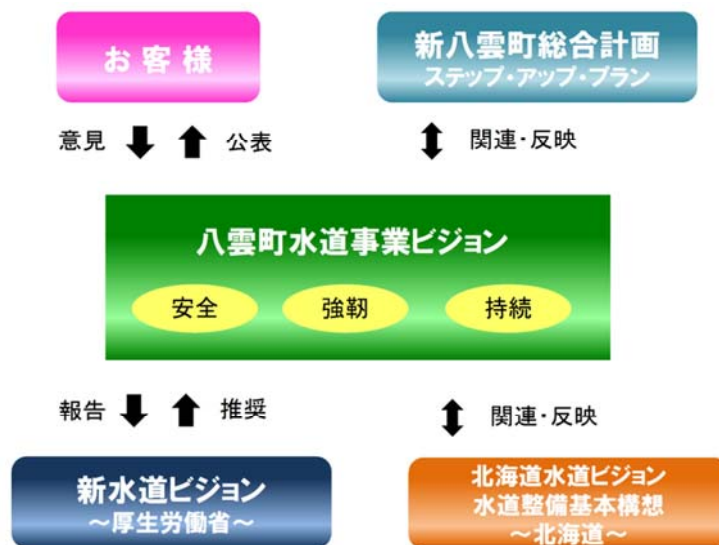 お客様
新八雲町総合計画
ステップ・アップ・プラン
意見 公表
関連・反映
八雲町水道事業ビジョン
安全 強靭 持続
報告 推奨
関連・反映
新水道ビジョン
～厚生労働省～
北海道水道ビジョン
水道整備基本構想
～北海道～